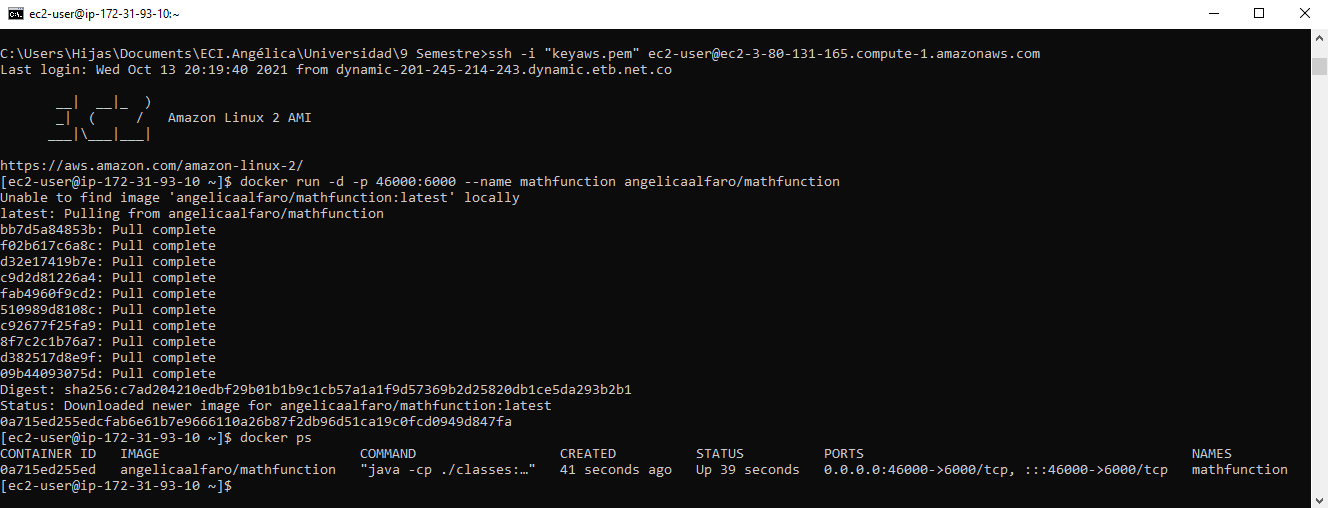 ec2-user@ip-172-31-93-10:~
C:\Users\Hijas\Documents\ECI.Angélica\Universidad\9 Semestre>ssh -i "keyaws.pem" ec2-user@ec2-3-80-131-165.compute-1.amazonaws.com
Last login: Wed Oct 13 20:19:40 2021 from dynamic-201-245-214-243.dynamic.etb.net.co
       __|  __|_  )
       _|  (     /   Amazon Linux 2 AMI
      ___|\___|___|
https://aws.amazon.com/amazon-linux-2/
[ec2-user@ip-172-31-93-10 ~]$ docker run -d -p 46000:6000 --name mathfunction angelicaalfaro/mathfunction
Unable to find image 'angelicaalfaro/mathfunction:latest' locally
latest: Pulling from angelicaalfaro/mathfunction
bb7d5a84853b: Pull complete
f02b617c6a8c: Pull complete
d32e17419b7e: Pull complete
c9d2d81226a4: Pull complete
fab4960f9cd2: Pull complete
510989d8108c: Pull complete
c92677f25fa9: Pull complete
8f7c2c1b76a7: Pull complete
d382517d8e9f: Pull complete
09b44093075d: Pull complete
Digest: sha256:c7ad204210edbf29b01b1b9c1cb57a1a1f9d57369b2d25820db1ce5da293b2b1
Status: Downloaded newer image for angelicaalfaro/mathfunction:latest
0a715ed255edcfab6e61b7e9666110a26b87f2db96d51ca19c0fcd0949d847fa
[ec2-user@ip-172-31-93-10 ~]$ docker ps
CONTAINER ID   IMAGE                         COMMAND                  CREATED          STATUS          PORTS                                         NAMES
0a715ed255ed   angelicaalfaro/mathfunction   "java -cp ./classes:…"   41 seconds ago   Up 39 seconds   0.0.0.0:46000->6000/tcp, :::46000->6000/tcp   mathfunction
[ec2-user@ip-172-31-93-10 ~]$